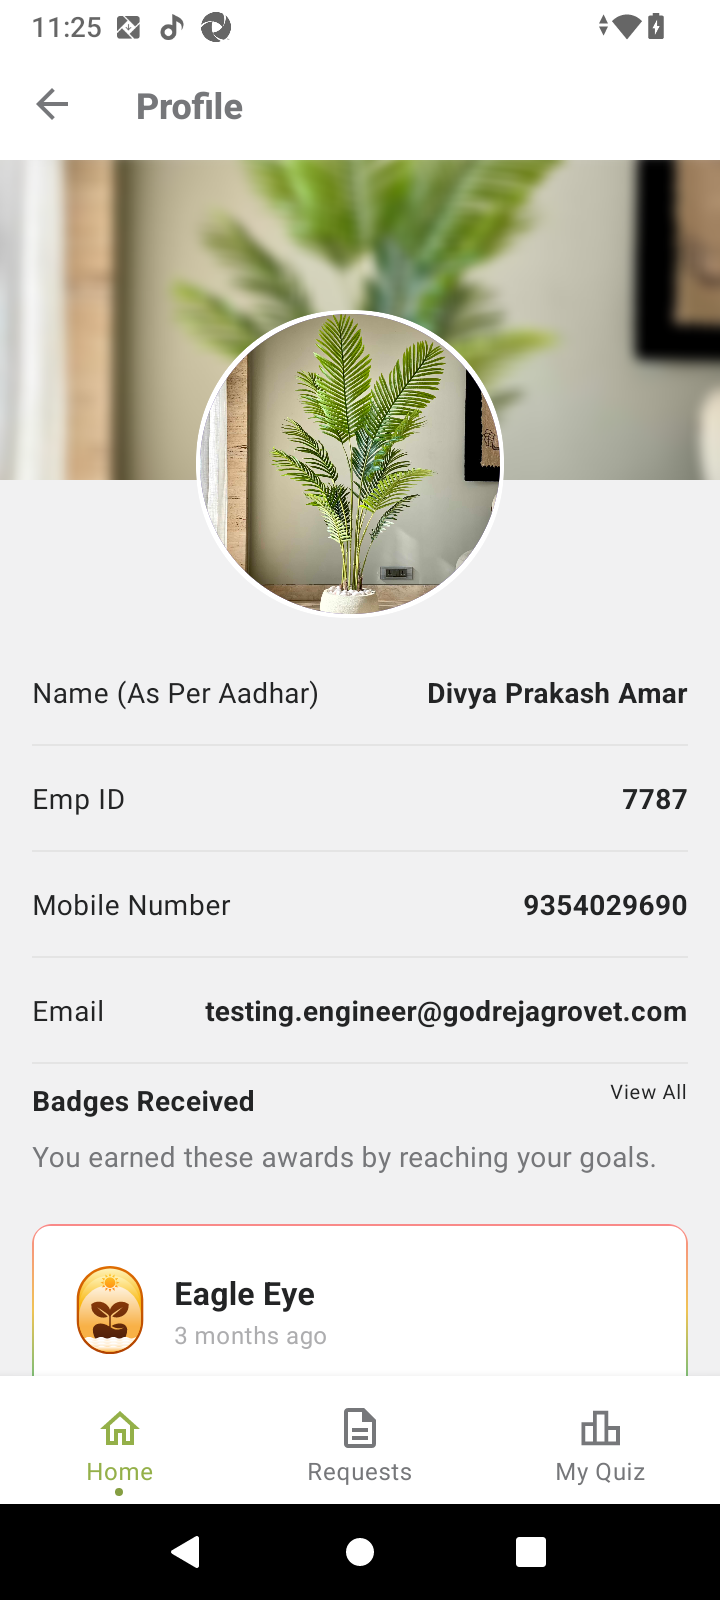 11:25
Profile
Name (As Per Aadhar) Divya Prakash Amar
Emp ID 7787
Mobile Number 9354029690
Email testing.engineer@godrejagrovet.com
Badges Received View All
You earned these awards by reaching your goals.
Eagle Eye
3 months ago
Home Requests My Quiz